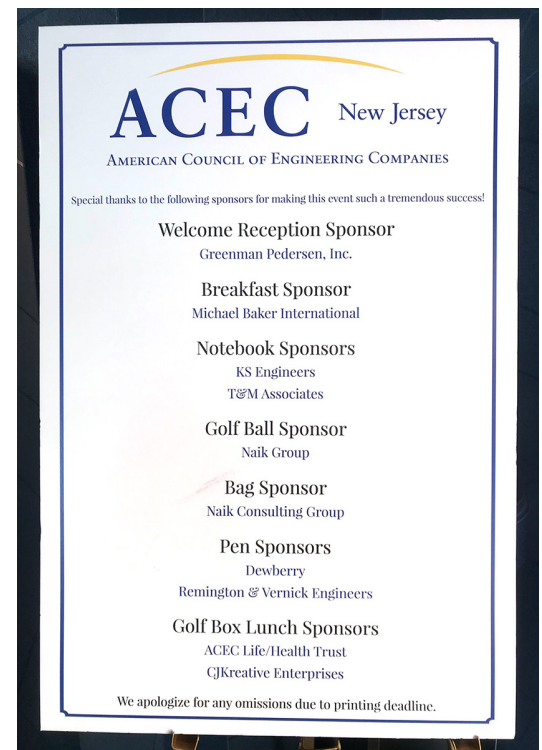 ACEC New Jersey
American Council of Engineering Companies
Special thanks to the following sponsors for making this event such a tremendous success!
Welcome Reception Sponsor
Greenman Pedersen, Inc.
Breakfast Sponsor
Michael Baker International
Notebook Sponsors
KS Engineers
T&M Associates
Golf Ball Sponsor
Naik Group
Bag Sponsor
Naik Consulting Group
Pen Sponsors
Dewberry
Remington & Vernick Engineers
Golf Box Lunch Sponsors
ACEC Life/Health Trust
CJKreative Enterprises
We apologize for any omissions due to printing deadline.